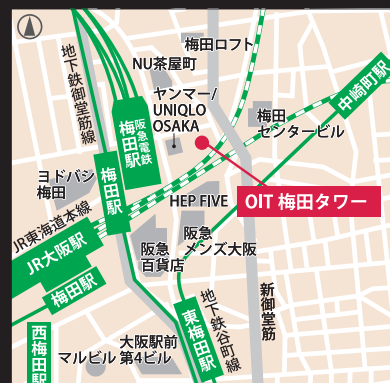 梅田ロフト
NU茶屋町
地下鉄御堂筋線
ヤンマー/
UNIQLO
OSAKA
中崎町駅
阪急電鉄
梅田駅
梅田
センタービル
ヨドバシ
梅田
梅田駅
HEP FIVE
OIT 梅田タワー
JR東海道本線
JR大阪駅
阪急
メンズ大阪
阪急
百貨店
梅田駅
地下鉄谷町線
新御堂筋
東梅田駅
西梅田駅
マルビル
大阪駅前
第4ビル